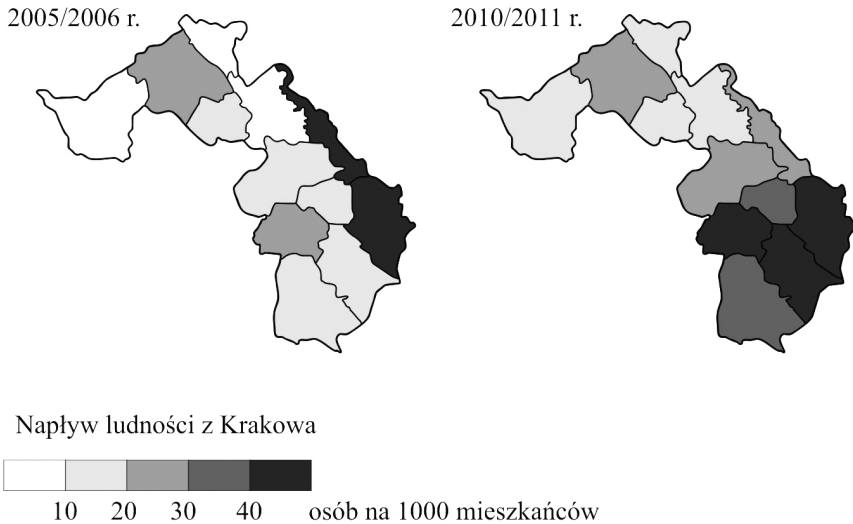 2005/2006 r.
2010/2011 r.
Napływ ludności z Krakowa
10 20 30 40 osób na 1000 mieszkańców